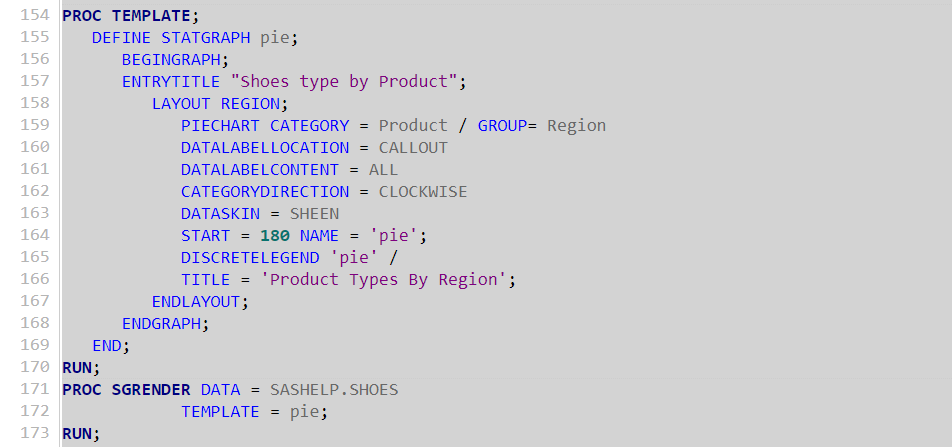 154 PROC TEMPLATE;
155 DEFINE STATGRAPH pie;
156 BEGINGRAPH;
157 ENTRYTITLE "Shoes type by Product";
158 LAYOUT REGION;
159 PIECHART CATEGORY = Product / GROUP= Region
160 DATALABELLOCATION = CALLOUT
161 DATALABELCONTENT = ALL
162 CATEGORYDIRECTION = CLOCKWISE
163 DATASKIN = SHEEN
164 START = 180 NAME = 'pie';
165 DISCRETELEGEND 'pie' /
166 TITLE = 'Product Types By Region';
167 ENDLAYOUT;
168 ENDGRAPH;
169 END;
170 RUN;
171 PROC SGRENDER DATA = SASHELP.SHOES
172 TEMPLATE = pie;
173 RUN;